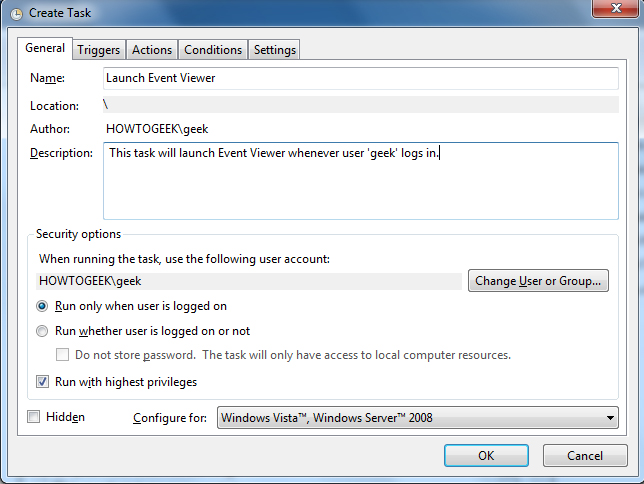 Create Task
General Triggers Actions Conditions Settings
Name: Launch Event Viewer
Location: \
Author: HOWTOGEEK\geek
Description: This task will launch Event Viewer whenever user 'geek' logs in.
Security options
When running the task, use the following user account:
HOWTOGEEK\geek Change User or Group...
Run only when user is logged on
Run whether user is logged on or not
Do not store password. The task will only have access to local computer resources.
Run with highest privileges
Hidden Configure for: Windows Vista™, Windows Server™ 2008
OK Cancel